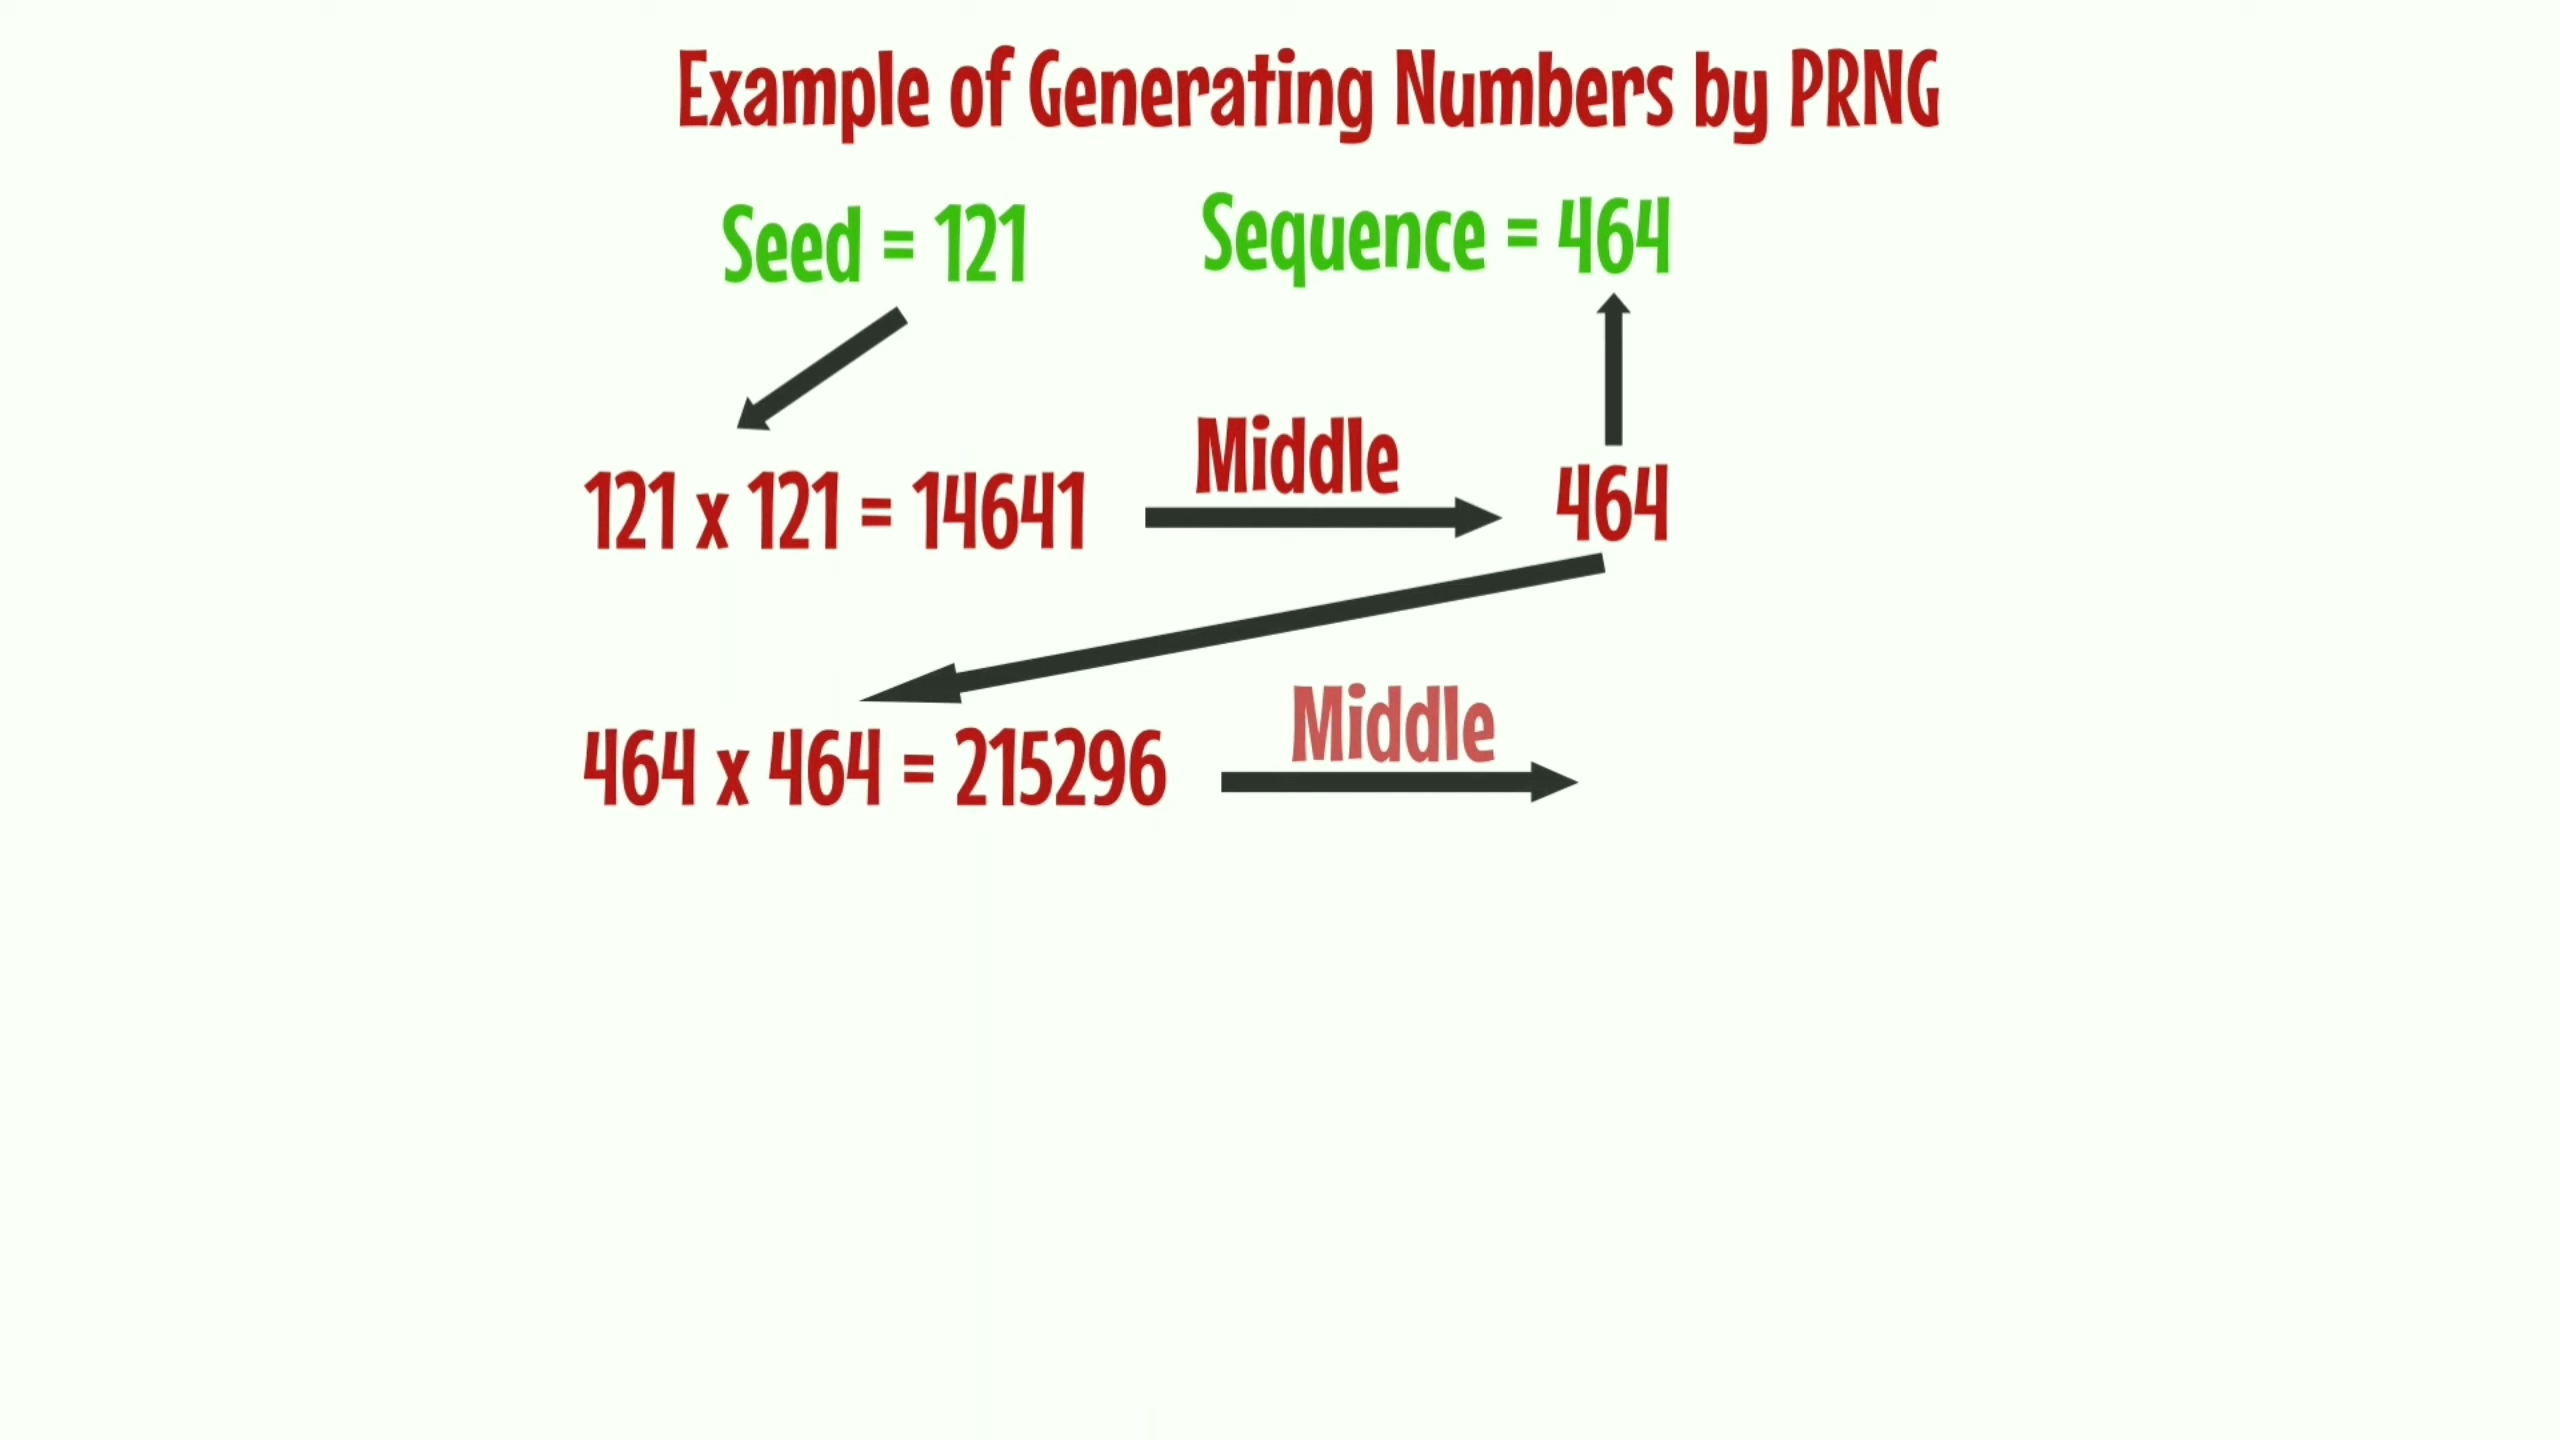 Example of Generating Numbers by PRNG
Seed = 121
Sequence = 464
121 x 121 = 14641
Middle
464
464 x 464 = 215296
Middle